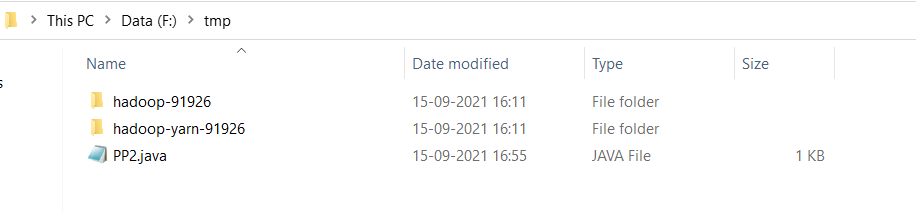 This PC > Data (F:) > tmp
Name Date modified Type Size
hadoop-91926 15-09-2021 16:11 File folder
hadoop-yarn-91926 15-09-2021 16:11 File folder
s
PP2.java 15-09-2021 16:55 JAVA File 1 KB